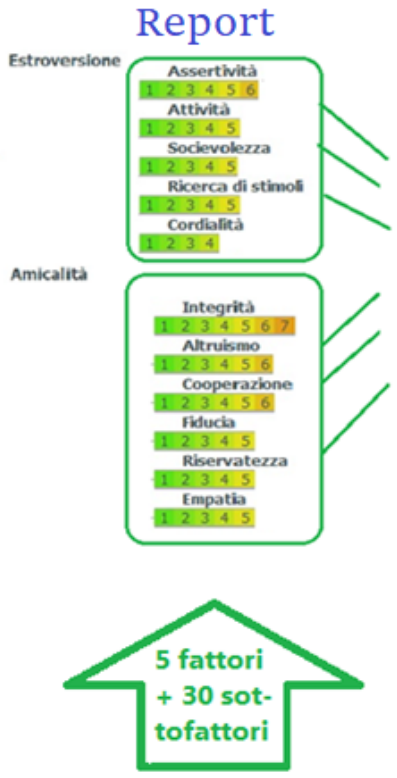 Report
Estroversione
Assertività
1 2 3 4 5 6
Attività
1 2 3 4 5
Socievolezza
1 2 3 4 5
Ricerca di stimoli
1 2 3 4 5
Cordialità
1 2 3 4
Amicalità
Integrità
1 2 3 4 5 6 7
Altruismo
1 2 3 4 5 6
Cooperazione
1 2 3 4 5 6
Fiducia
1 2 3 4 5
Riservatezza
1 2 3 4 5
Empatia
1 2 3 4 5
5 fattori
+ 30 sot-
tofattori